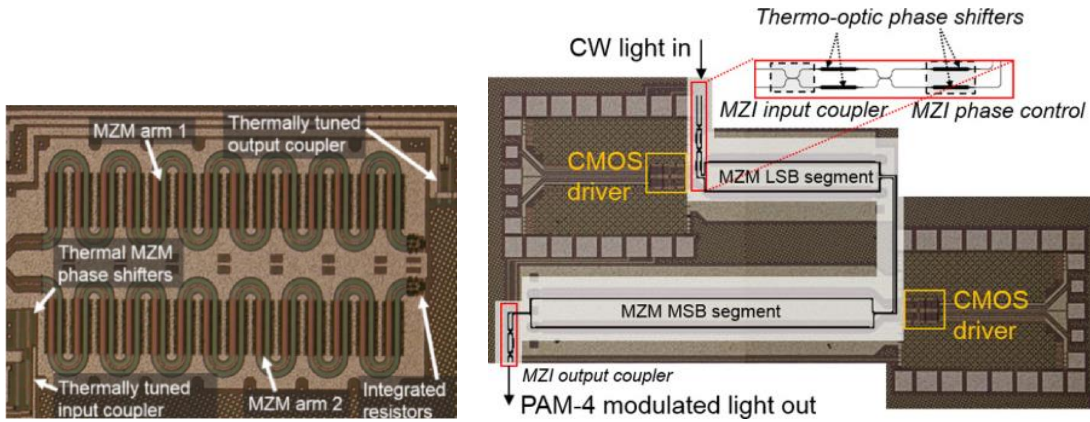 MZM arm 1
Thermally tuned
output coupler
Thermal MZM
phase shifters
Thermally tuned
input coupler
MZM arm 2
Integrated
resistors
Thermo-optic phase shifters
CW light in
MZI input coupler
MZI phase control
CMOS
driver
MZM LSB segment
MZM MSB segment
CMOS
driver
MZI output coupler
PAM-4 modulated light out